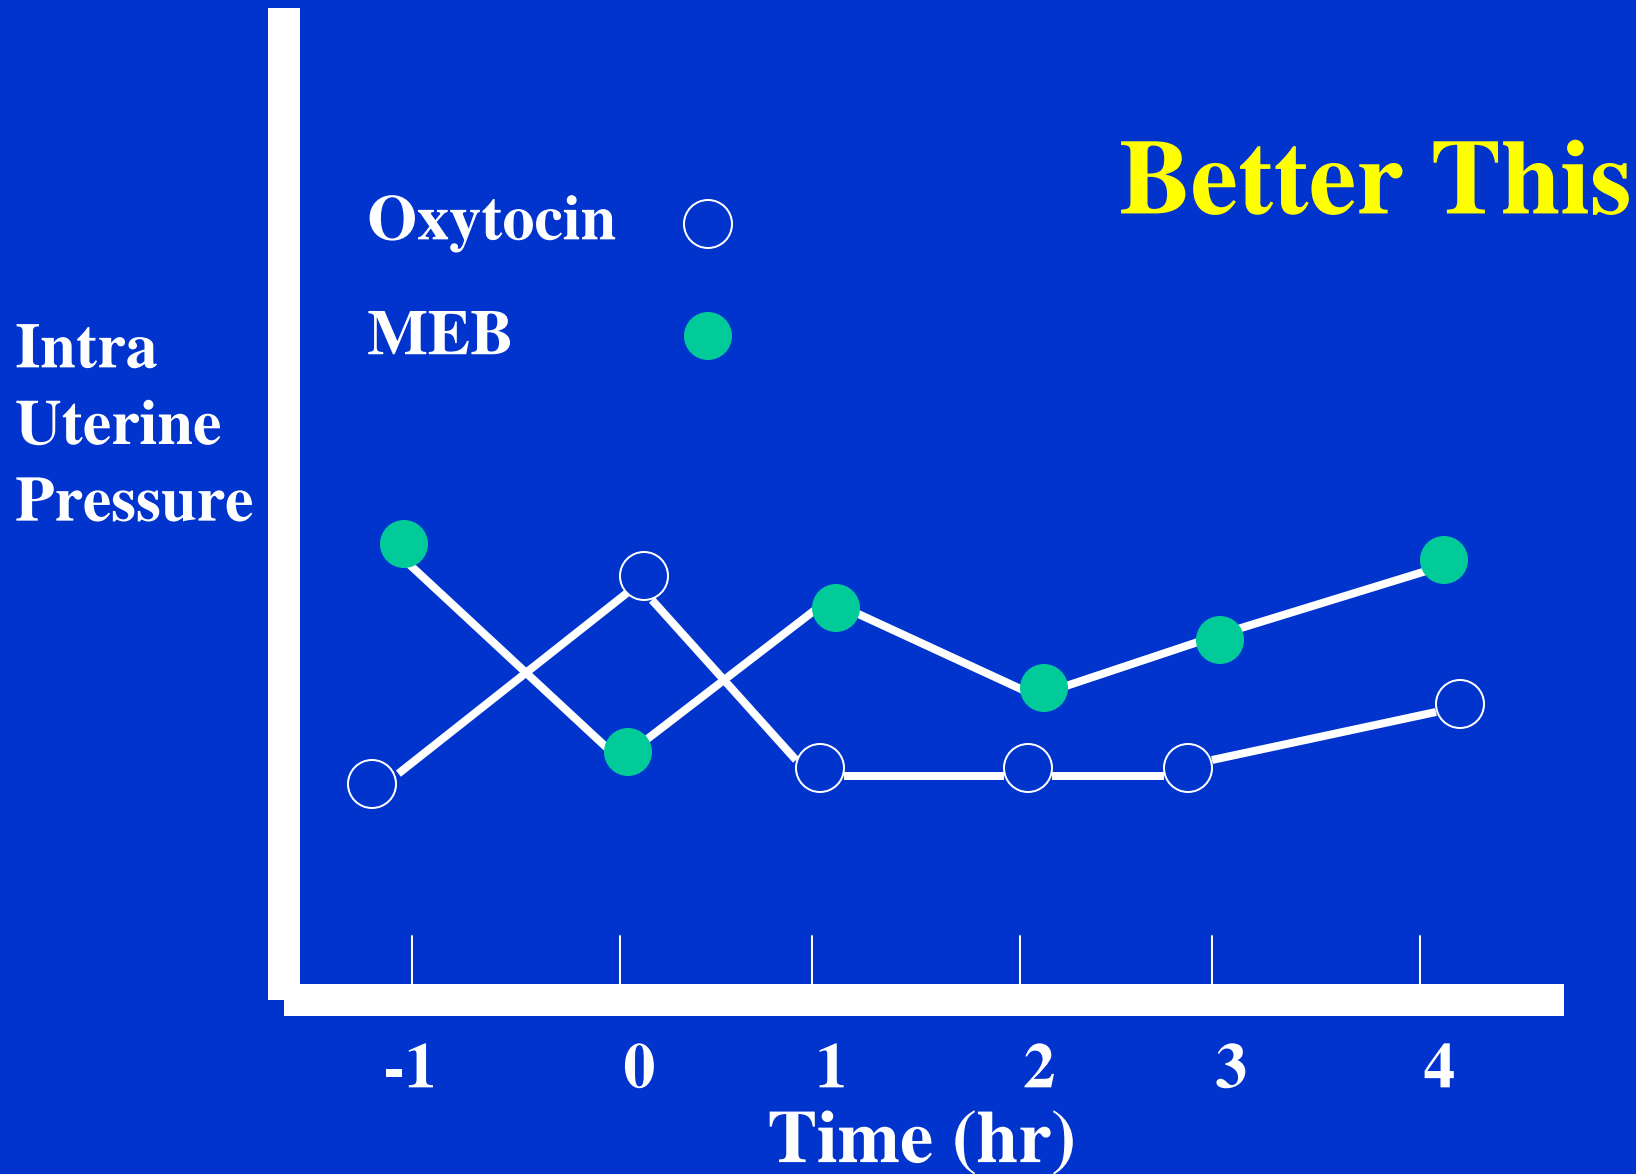 Better This
Oxytocin
MEB
Intra
Uterine
Pressure
-1 0 1 2 3 4
Time (hr)